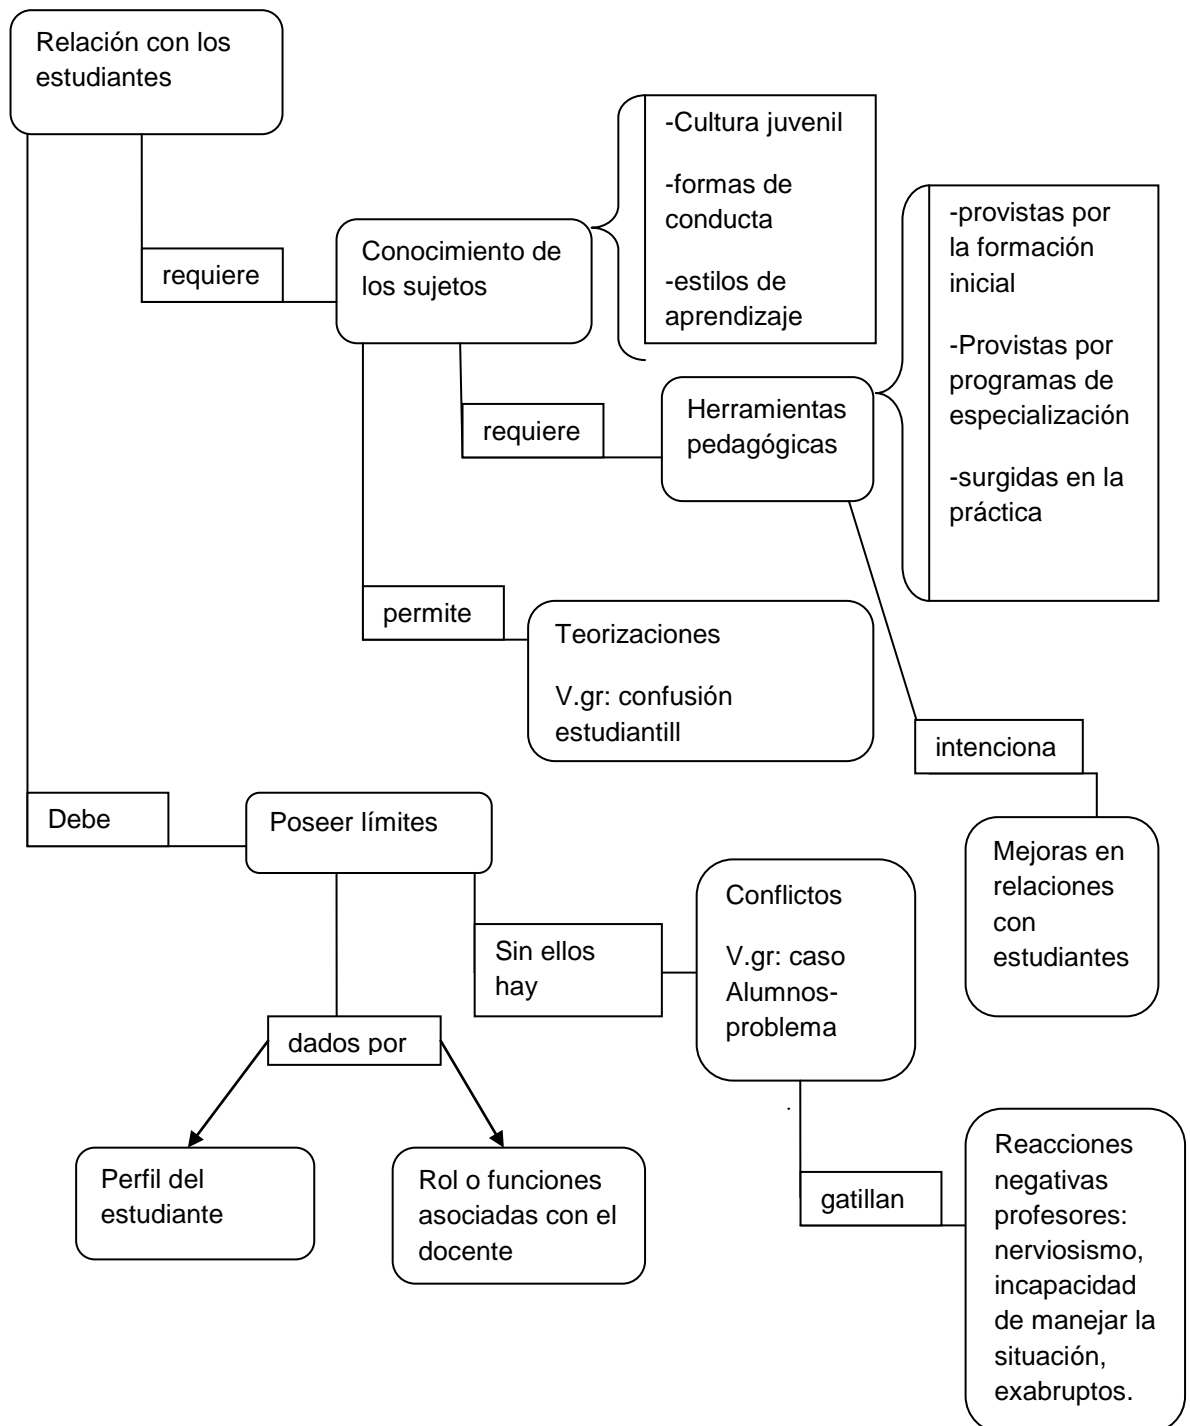 Relación con los
estudiantes
requiere
Conocimiento de
los sujetos
-Cultura juvenil
-formas de
conducta
-estilos de
aprendizaje
requiere
Herramientas
pedagógicas
-provistas por
la formación
inicial
-Provistas por
programas de
especialización
-surgidas en la
práctica
permite
Teorizaciones
V.gr: confusión
estudiantill
intenciona
Mejoras en
relaciones
con
estudiantes
Debe
Poseer límites
Sin ellos
hay
Conflictos
V.gr: caso
Alumnos-
problema
dados por
Perfil del
estudiante
Rol o funciones
asociadas con el
docente
gatillan
Reacciones
negativas
profesores:
nerviosismo,
incapacidad
de manejar la
situación,
exabruptos.